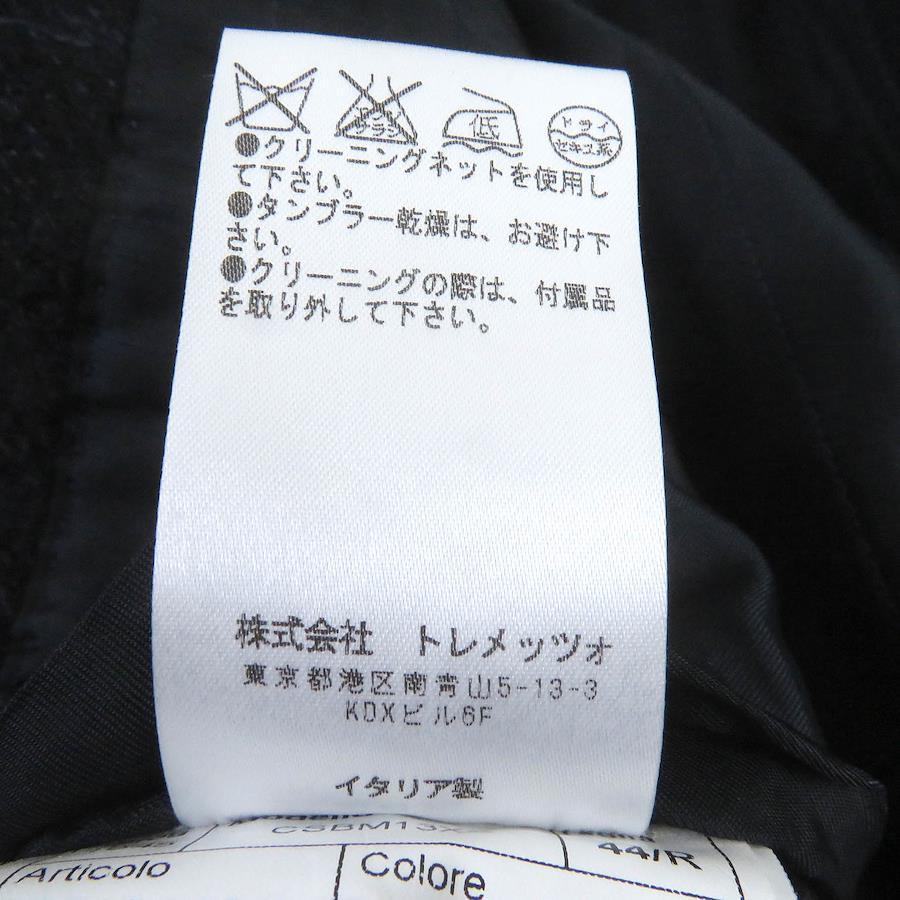 低
ドライ
セキユ系
●クリーニングネットを使用し
て下さい。
●タンブラー乾燥は、お避け下
さい。
●クリーニングの際は、付属品
を取り外して下さい。
株式会社 トレメッツォ
東京都港区南青山5-13-3
KDXビル6F
イタリア製
44/R
Articolo
Colore